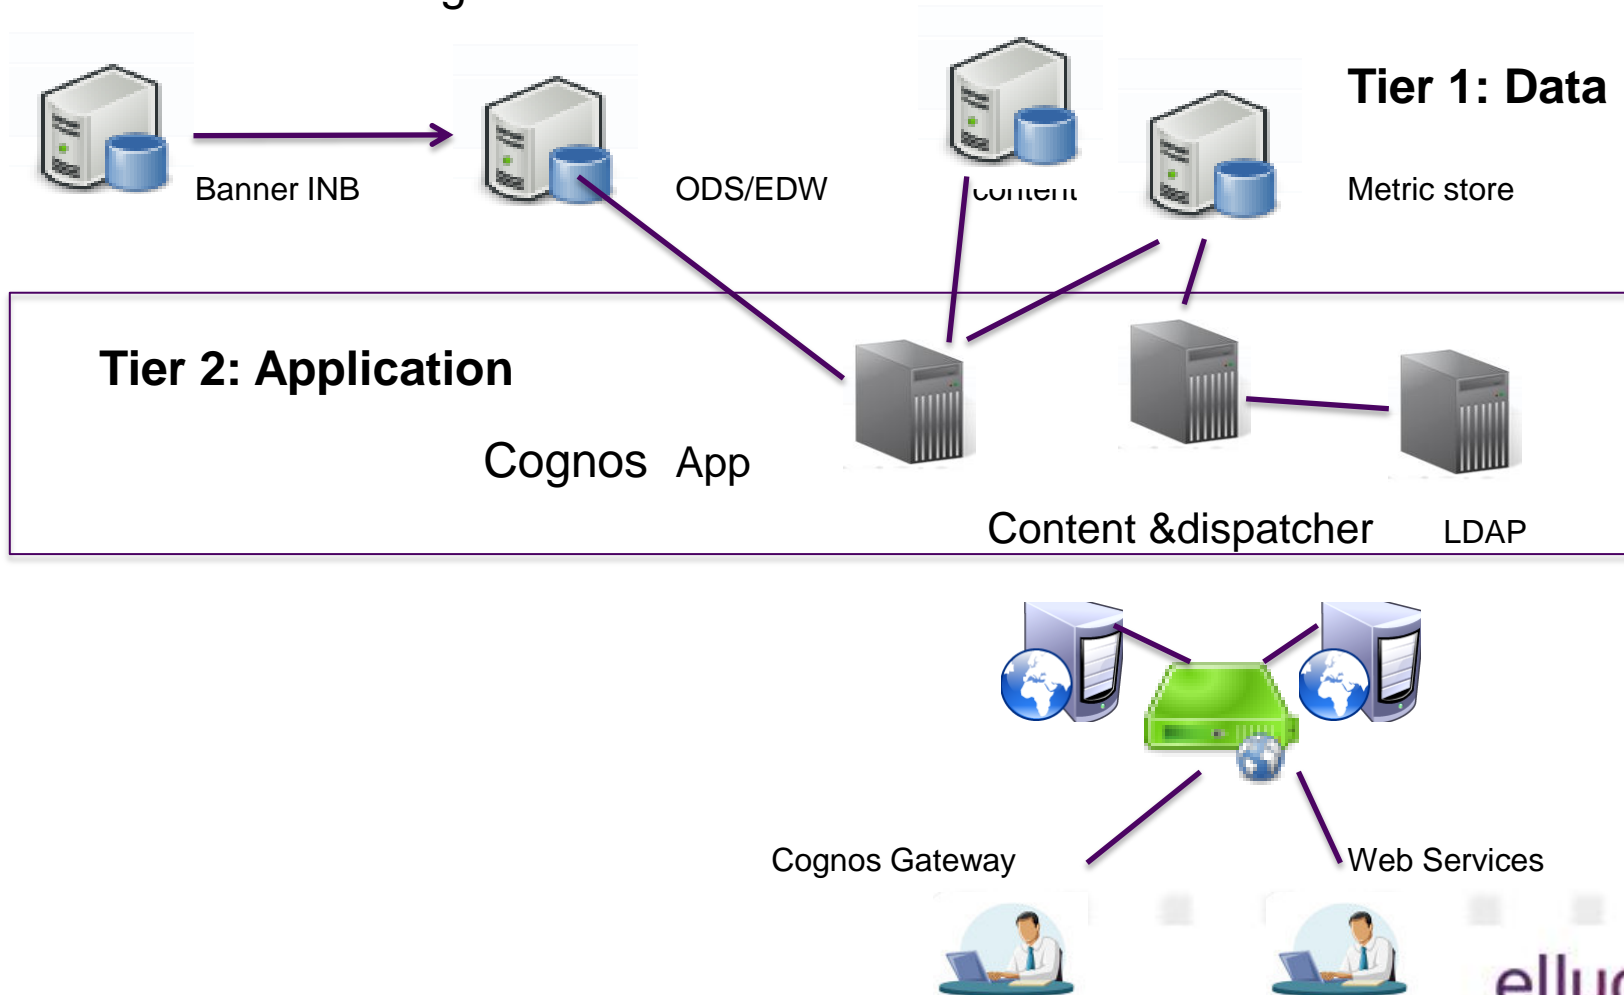 Tier 1: Data
Banner INB
ODS/EDW
content
Metric store
Tier 2: Application
Cognos App
Content &dispatcher
LDAP
Cognos Gateway
Web Services